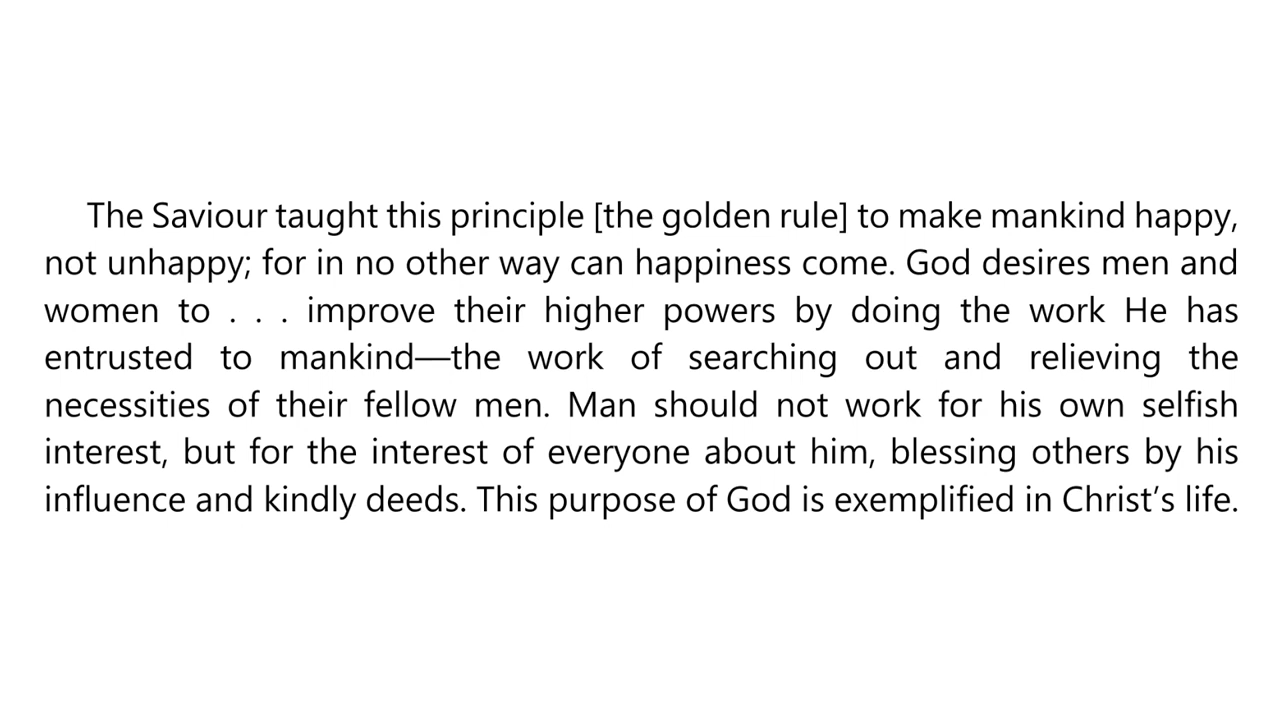 The Saviour taught this principle [the golden rule] to make mankind happy,
not unhappy; for in no other way can happiness come. God desires men and
women to . . . improve their higher powers by doing the work He has
entrusted to mankind—the work of searching out and relieving the
necessities of their fellow men. Man should not work for his own selfish
interest, but for the interest of everyone about him, blessing others by his
influence and kindly deeds. This purpose of God is exemplified in Christ’s life.